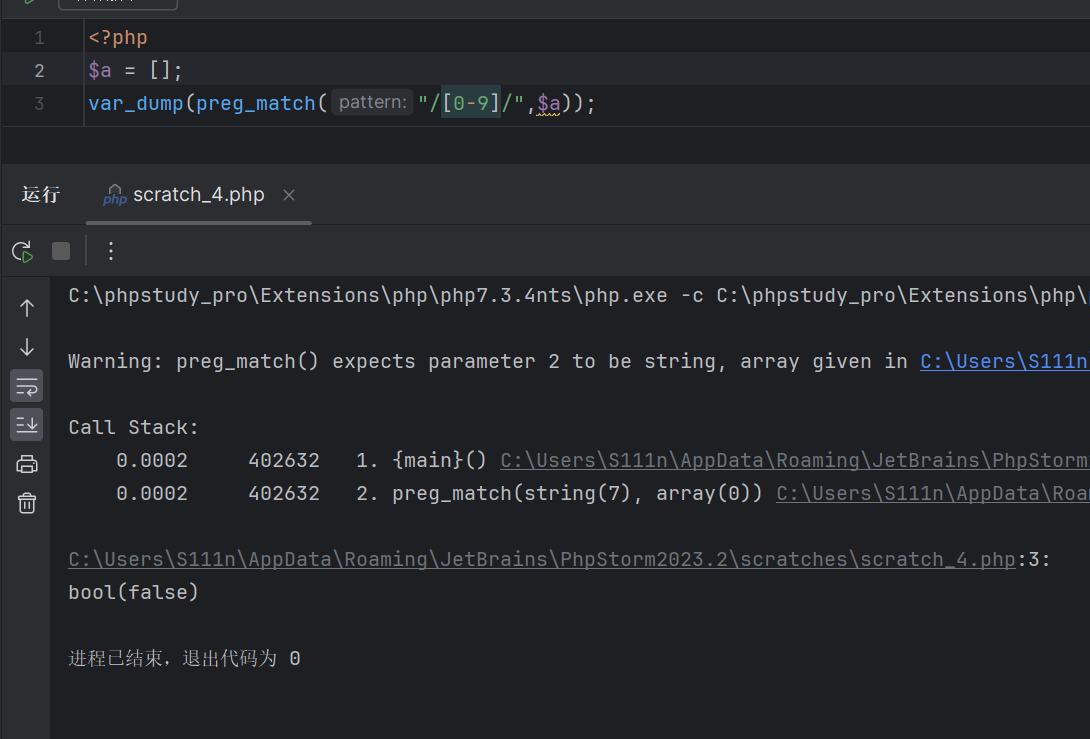 1 <?php
2 $a = [];
3 var_dump(preg_match( pattern: "/[0-9]/",$a));
运行 php scratch_4.php ×
C:\phpstudy_pro\Extensions\php\php7.3.4nts\php.exe -c C:\phpstudy_pro\Extensions\php\
Warning: preg_match() expects parameter 2 to be string, array given in C:\Users\S111n
Call Stack:
0.0002 402632 1. {main}() C:\Users\S111n\AppData\Roaming\JetBrains\PhpStorm
0.0002 402632 2. preg_match(string(7), array(0)) C:\Users\S111n\AppData\Roa
C:\Users\S111n\AppData\Roaming\JetBrains\PhpStorm2023.2\scratches\scratch_4.php:3:
bool(false)
进程已结束，退出代码为 0